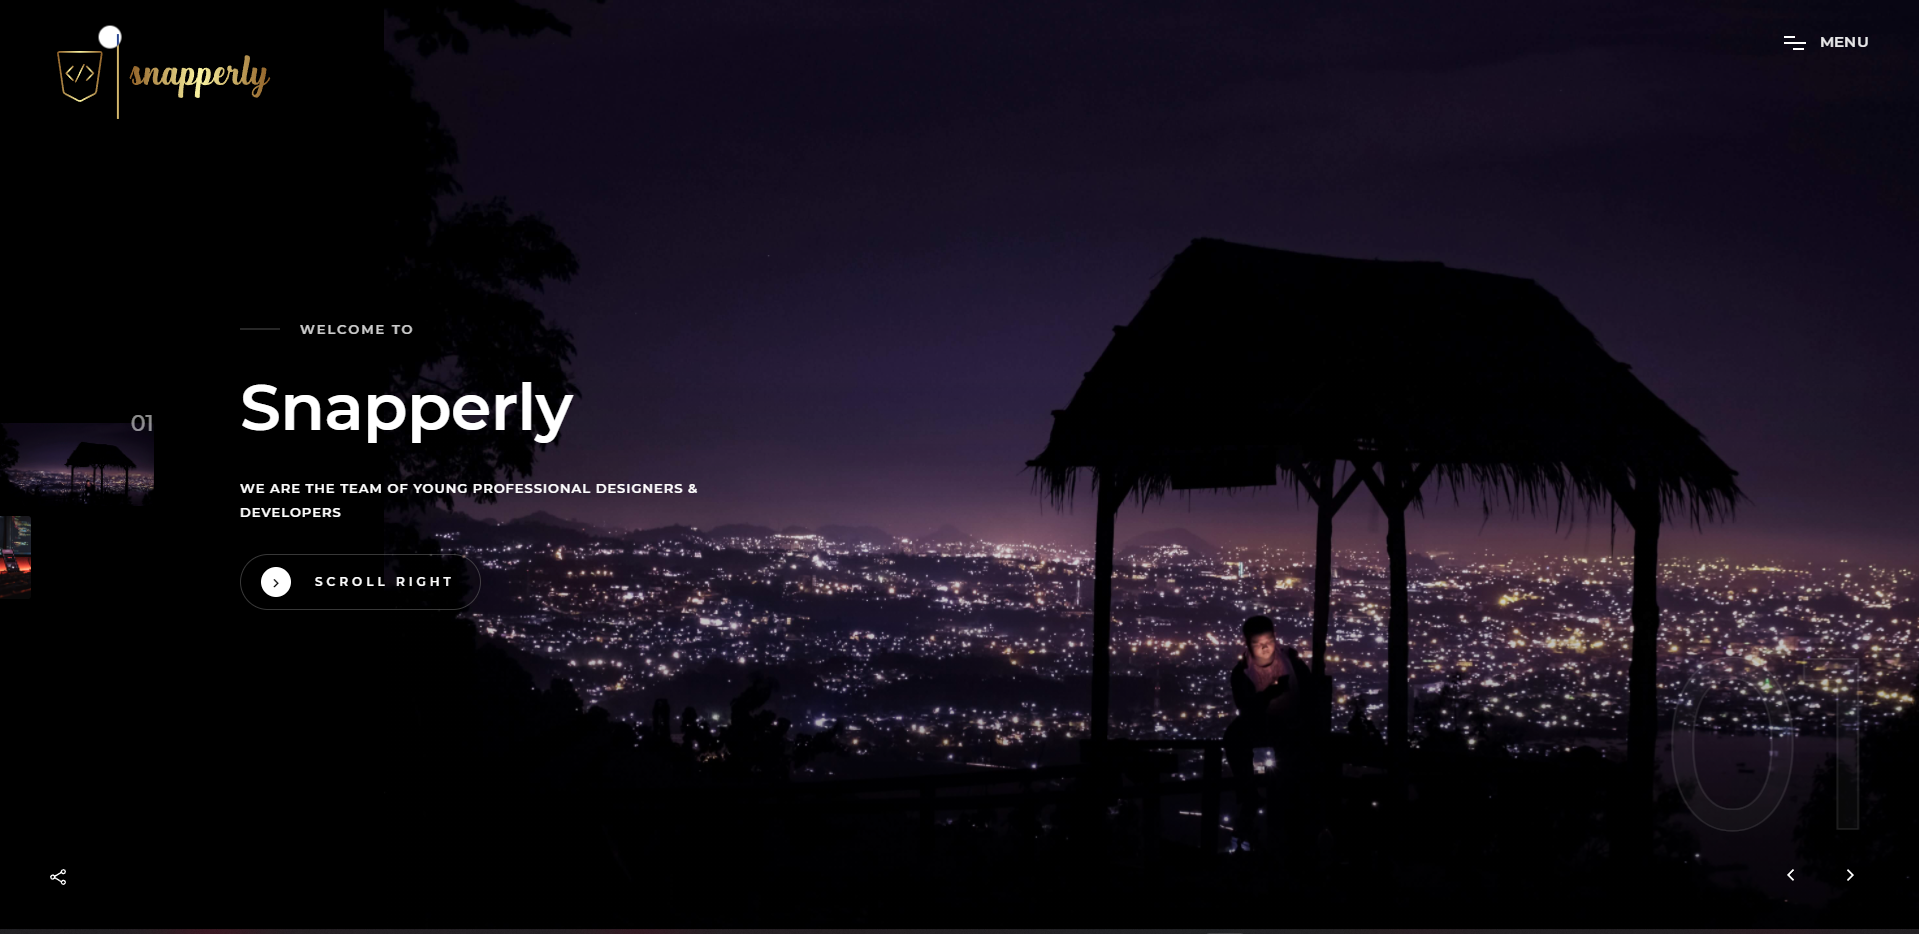 </> snapperly
MENU
WELCOME TO
Snapperly
01
WE ARE THE TEAM OF YOUNG PROFESSIONAL DESIGNERS &
DEVELOPERS
SCROLL RIGHT
01